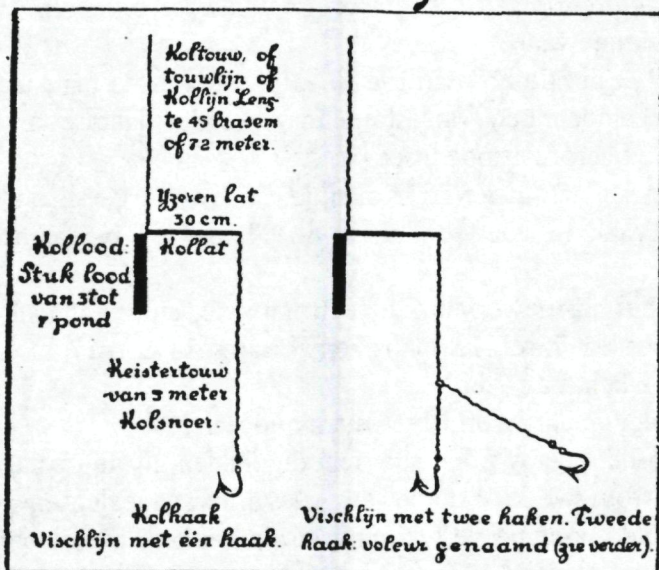 Koltouw, of
touwlijn of
Kollijn Leng-
te 45 brasem
of 72 meter.
Yzeren lat
30 cm.
Kollat
Kollood:
Stuk lood
van 3 tot
7 pond
Keistertouw
van 3 meter
Kolsnoer
Kolhaak
Vischlijn met één haak.
Vischlijn met twee haken. Tweede
haak: voleur genaamd (zie verder).